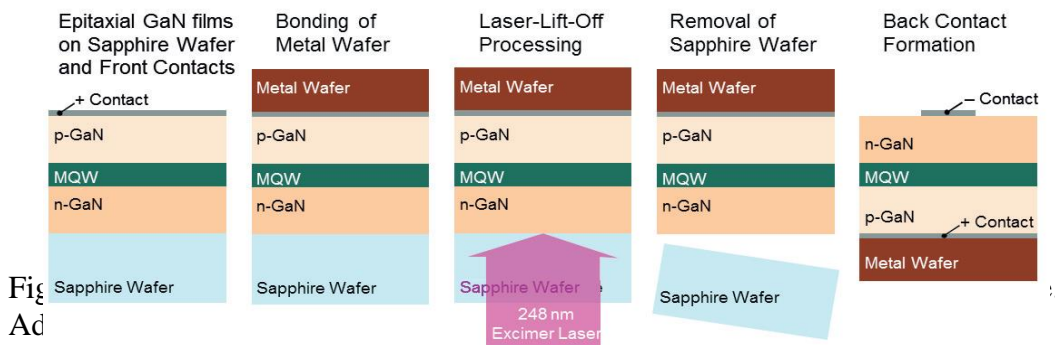 Epitaxial GaN films
on Sapphire Wafer
and Front Contacts
+ Contact
p-GaN
MQW
n-GaN
Sapphire Wafer
Bonding of
Metal Wafer
Metal Wafer
p-GaN
MQW
n-GaN
Sapphire Wafer
Laser-Lift-Off
Processing
Metal Wafer
p-GaN
MQW
n-GaN
Sapphire Wafer
248 nm
Excimer Laser
Removal of
Sapphire Wafer
Metal Wafer
p-GaN
MQW
n-GaN
Sapphire Wafer
Back Contact
Formation
– Contact
n-GaN
MQW
p-GaN
+ Contact
Metal Wafer